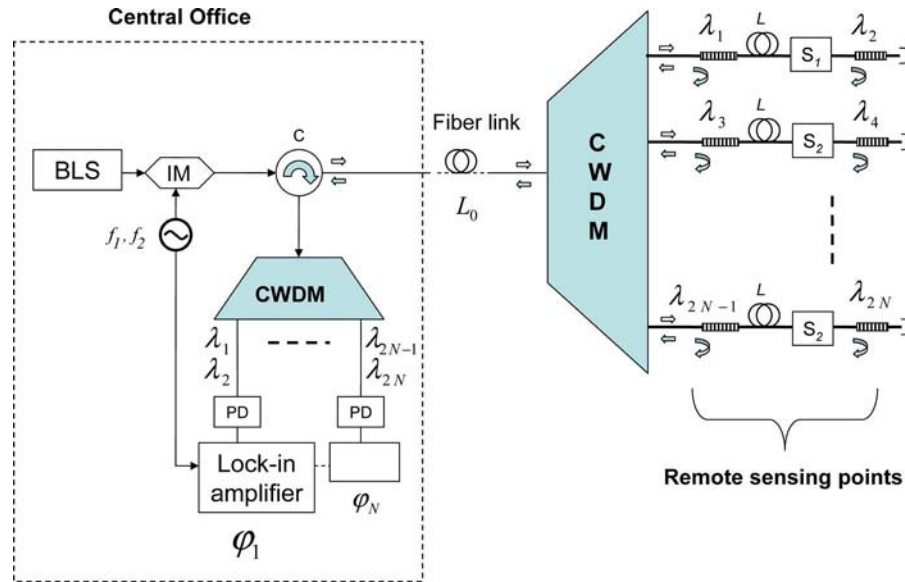 Central Office
BLS
IM
C
f1, f2
CWDM
λ1
λ2
λ2N−1
λ2N
PD
PD
Lock-in
amplifier
φ1
φN
Fiber link
L0
C
W
D
M
λ1
L
S1
λ2
λ3
L
S2
λ4
λ2N−1
L
S2
λ2N
Remote sensing points